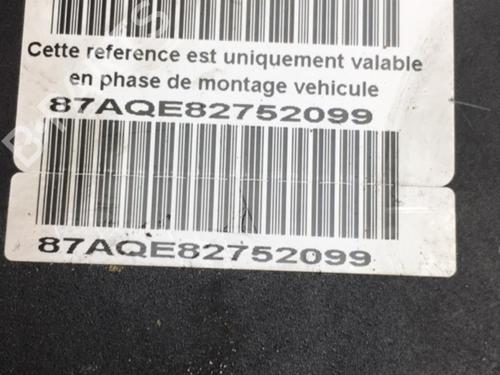 Cette reference est uniquement valable
en phase de montage vehicule
87AQE82752099
87AQE82752099